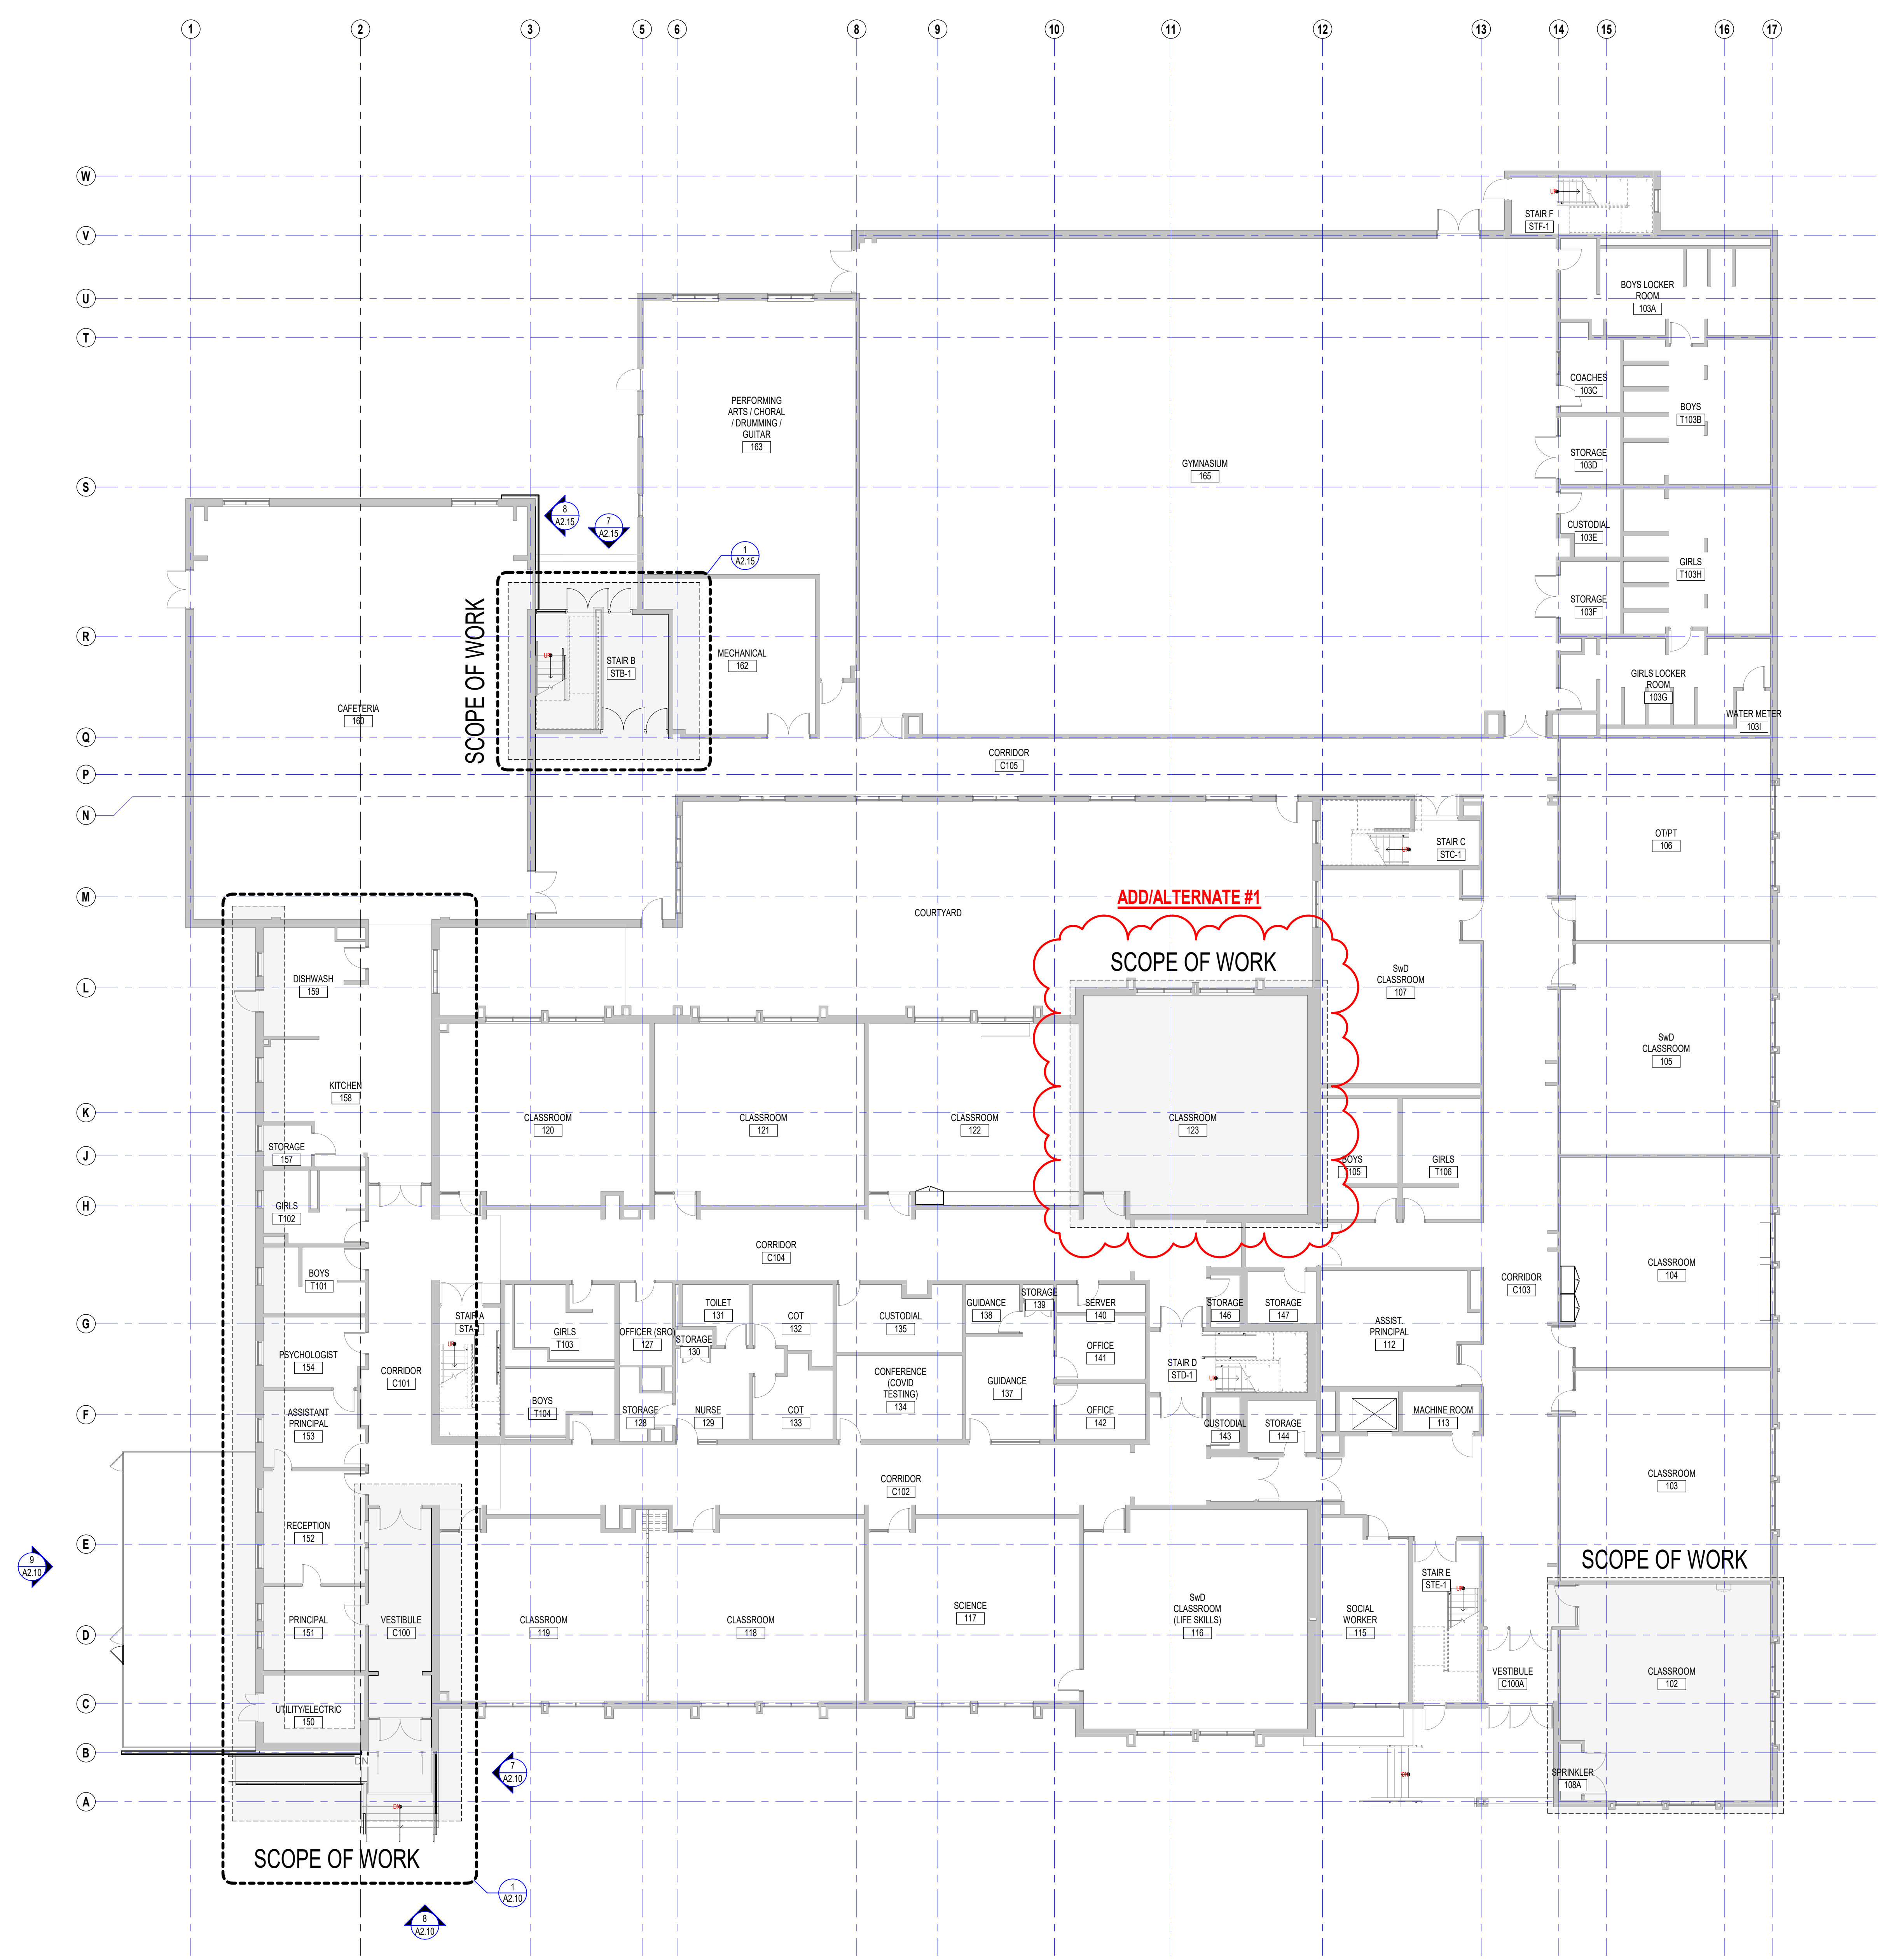 1
2
3
5
6
8
9
10
11
12
13
14
15
16
17
W
V
U
T
S
R
Q
P
N
M
L
K
J
H
G
F
E
D
C
B
A
UP
STAIR F
STF-1
BOYS LOCKER
ROOM
103A
COACHES
103C
BOYS
T103B
PERFORMING
ARTS / CHORAL
/ DRUMMING /
GUITAR
163
GYMNASIUM
165
STORAGE
103D
8
A2.15
7
A2.15
1
A2.15
CUSTODIAL
103E
GIRLS
T103H
STORAGE
103F
SCOPE OF WORK
UP
STAIR B
STB-1
MECHANICAL
162
GIRLS LOCKER
ROOM
103G
WATER METER
103I
CAFETERIA
160
CORRIDOR
C105
OT/PT
106
STAIR C
STC-1
UP
ADD/ALTERNATE #1
COURTYARD
SCOPE OF WORK
SwD
CLASSROOM
107
DISHWASH
159
SwD
CLASSROOM
105
KITCHEN
158
CLASSROOM
120
CLASSROOM
121
CLASSROOM
122
CLASSROOM
123
STORAGE
157
BOYS
T105
GIRLS
T106
GIRLS
T102
CORRIDOR
C104
BOYS
T101
CLASSROOM
104
CORRIDOR
C103
STAIR A
STA-1
UP
GIRLS
T103
OFFICER (SRO)
127
TOILET
131
STORAGE
130
COT
132
CUSTODIAL
135
GUIDANCE
138
STORAGE
139
SERVER
140
STORAGE
146
STORAGE
147
ASSIST
PRINCIPAL
112
OFFICE
141
PSYCHOLOGIST
154
CORRIDOR
C101
CONFERENCE
(COVID
TESTING)
134
GUIDANCE
137
STAIR D
STD-1
UP
BOYS
T104
STORAGE
128
NURSE
129
COT
133
OFFICE
142
CUSTODIAL
143
STORAGE
144
MACHINE ROOM
113
ASSISTANT
PRINCIPAL
153
CORRIDOR
C102
CLASSROOM
103
RECEPTION
152
9
A2.10
SCOPE OF WORK
STAIR E
STE-1
UP
PRINCIPAL
151
VESTIBULE
C100
CLASSROOM
119
CLASSROOM
118
SCIENCE
117
SwD
CLASSROOM
(LIFE SKILLS)
116
SOCIAL
WORKER
115
VESTIBULE
C100A
CLASSROOM
102
UTILITY/ELECTRIC
150
DN
7
A2.10
DN
SPRINKLER
108A
DN
SCOPE OF WORK
1
A2.10
8
A2.10